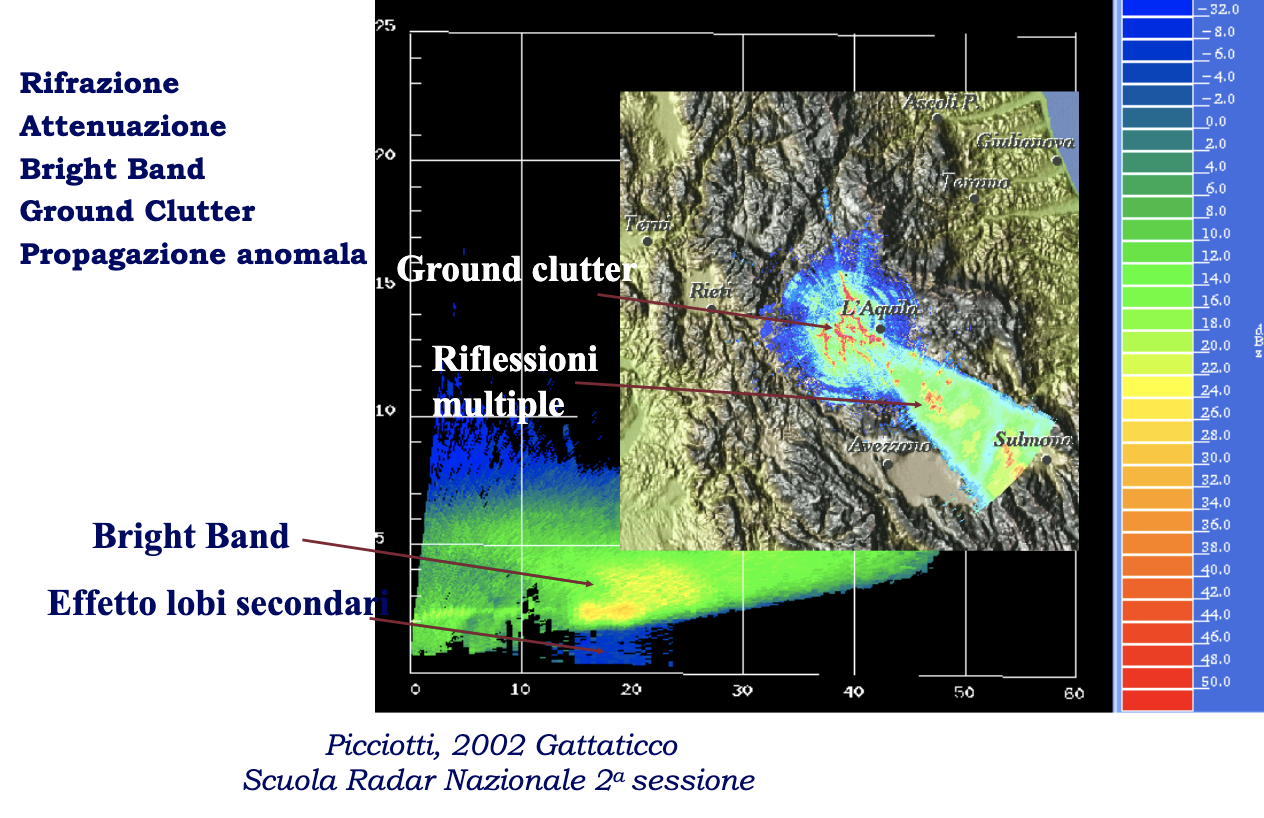 Rifrazione
Attenuazione
Bright Band
Ground Clutter
Propagazione anomala
25
20
15
10
5
0
10
20
30
40
50
60
Ascoli P.
Giulianova
Teramo
Terni
Rieti
L'Aquila
Avezzano
Sulmona
Ground clutter
Riflessioni
multiple
Bright Band
Effetto lobi secondari
-32.0
-8.0
-6.0
-4.0
-2.0
0.0
2.0
4.0
6.0
8.0
10.0
12.0
14.0
16.0
18.0
20.0
22.0
24.0
26.0
28.0
30.0
32.0
34.0
36.0
38.0
40.0
42.0
44.0
46.0
48.0
50.0
dBz
Picciotti, 2002 Gattaticco
Scuola Radar Nazionale 2ª sessione